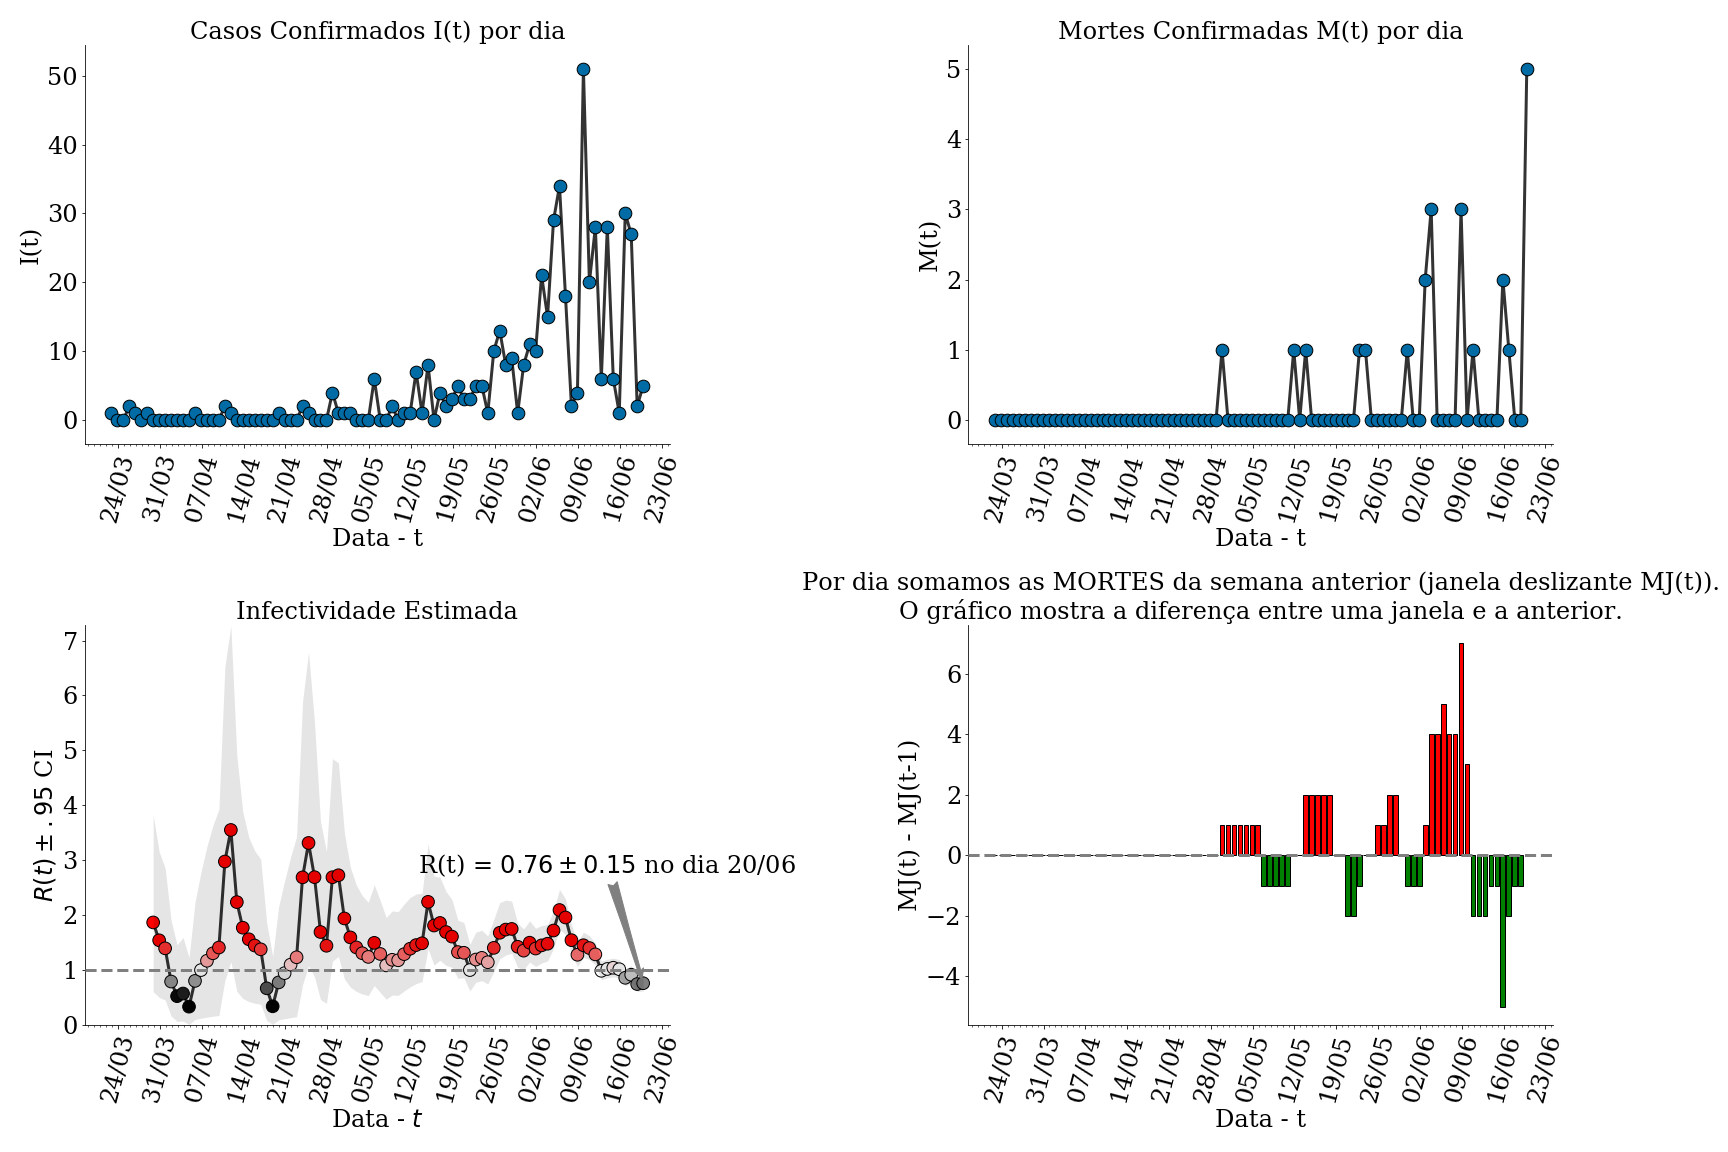 Casos Confirmados I(t) por dia
I(t)
50
40
30
20
10
0
24/03 31/03 07/04 14/04 21/04 28/04 05/05 12/05 19/05 26/05 02/06 09/06 16/06 23/06
Data - t
Mortes Confirmadas M(t) por dia
M(t)
5
4
3
2
1
0
24/03 31/03 07/04 14/04 21/04 28/04 05/05 12/05 19/05 26/05 02/06 09/06 16/06 23/06
Data - t
Infectividade Estimada
R(t) ± .95 CI
7
6
5
4
3
2
1
0
R(t) = 0.76 ± 0.15 no dia 20/06
24/03 31/03 07/04 14/04 21/04 28/04 05/05 12/05 19/05 26/05 02/06 09/06 16/06 23/06
Data - t
Por dia somamos as MORTES da semana anterior (janela deslizante MJ(t)).
O gráfico mostra a diferença entre uma janela e a anterior.
MJ(t) - MJ(t-1)
6
4
2
0
−2
−4
24/03 31/03 07/04 14/04 21/04 28/04 05/05 12/05 19/05 26/05 02/06 09/06 16/06 23/06
Data - t